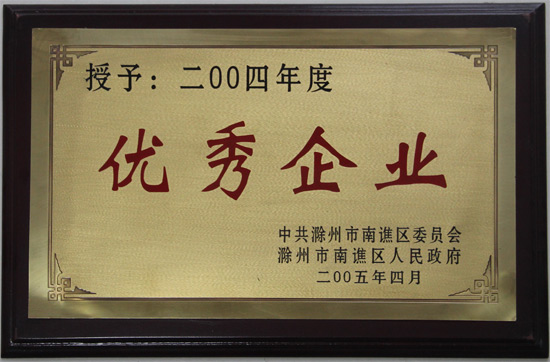 授予：二00四年度
优秀企业
中共滁州市南谯区委员会
滁州市南谯区人民政府
二00五年四月